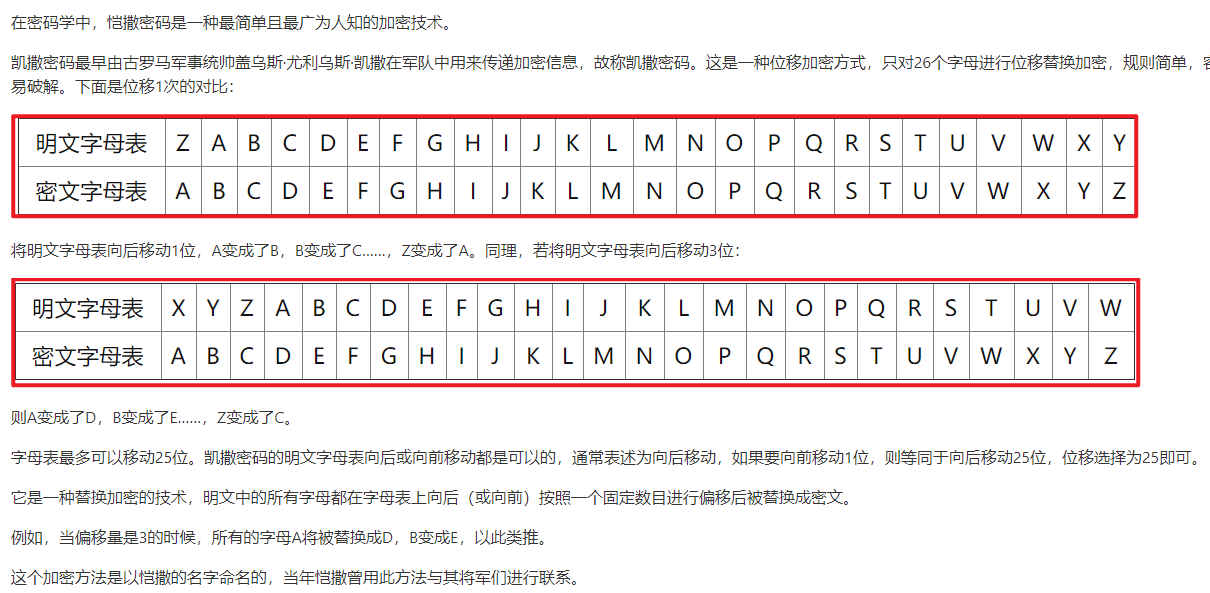 在密码学中，恺撒密码是一种最简单且最广为人知的加密技术。
凯撒密码最早由古罗马军事统帅盖乌斯·尤利乌斯·凯撒在军队中用来传递加密信息，故称凯撒密码。这是一种位移加密方式，只对26个字母进行位移替换加密，规则简单，容
易破解。下面是位移1次的对比：
明文字母表 Z A B C D E F G H I J K L M N O P Q R S T U V W X Y
密文字母表 A B C D E F G H I J K L M N O P Q R S T U V W X Y Z
将明文字母表向后移动1位，A变成了B，B变成了C……，Z变成了A。同理，若将明文字母表向后移动3位：
明文字母表 X Y Z A B C D E F G H I J K L M N O P Q R S T U V W
密文字母表 A B C D E F G H I J K L M N O P Q R S T U V W X Y Z
则A变成了D，B变成了E……，Z变成了C。
字母表最多可以移动25位。凯撒密码的明文字母表向后或向前移动都是可以的，通常表述为向后移动，如果要向前移动1位，则等同于向后移动25位，位移选择为25即可。
它是一种替换加密的技术，明文中的所有字母都在字母表上向后（或向前）按照一个固定数目进行偏移后被替换成密文。
例如，当偏移量是3的时候，所有的字母A将被替换成D，B变成E，以此类推。
这个加密方法是以恺撒的名字命名的，当年恺撒曾用此方法与其将军们进行联系。